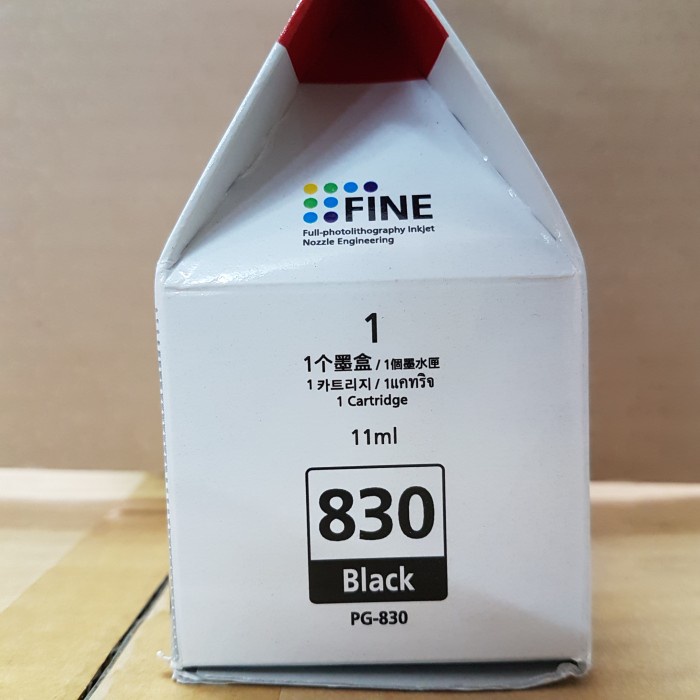 FINE
Full-photolithography Inkjet
Nozzle Engineering
1
1个墨盒 / 1個墨水匣
1 카트리지 / 1แคทริจ
1 Cartridge
11ml
830
Black
PG-830